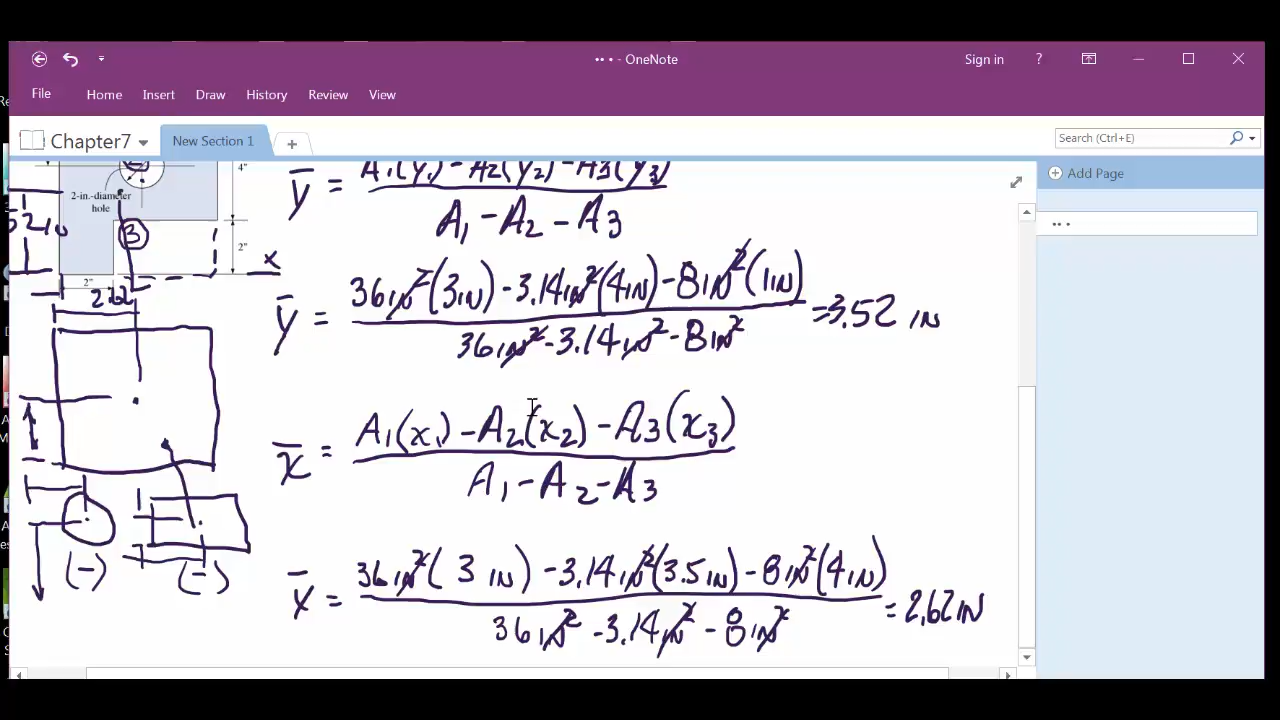 •• • - OneNote
Sign in
?
File
Home
Insert
Draw
History
Review
View
Chapter7
New Section 1
+
Search (Ctrl+E)
Add Page
•• •
4"
2-in.-diameter
hole
3
2"
x
2"
y̅ = A1(y1) - A2(y2) - A3(y3)
A1 - A2 - A3
y̅ = 36in²(3in) - 3.14in²(4in) - 8in²(1in) = 3.52 in
36in² - 3.14in² - 8in²
x̅ = A1(x1) - A2(x2) - A3(x3)
A1 - A2 - A3
x̅ = 36in²(3 in) - 3.14in²(3.5in) - 8in²(4in) = 2.62in
36in² - 3.14in² - 8in²
(-)
(-)